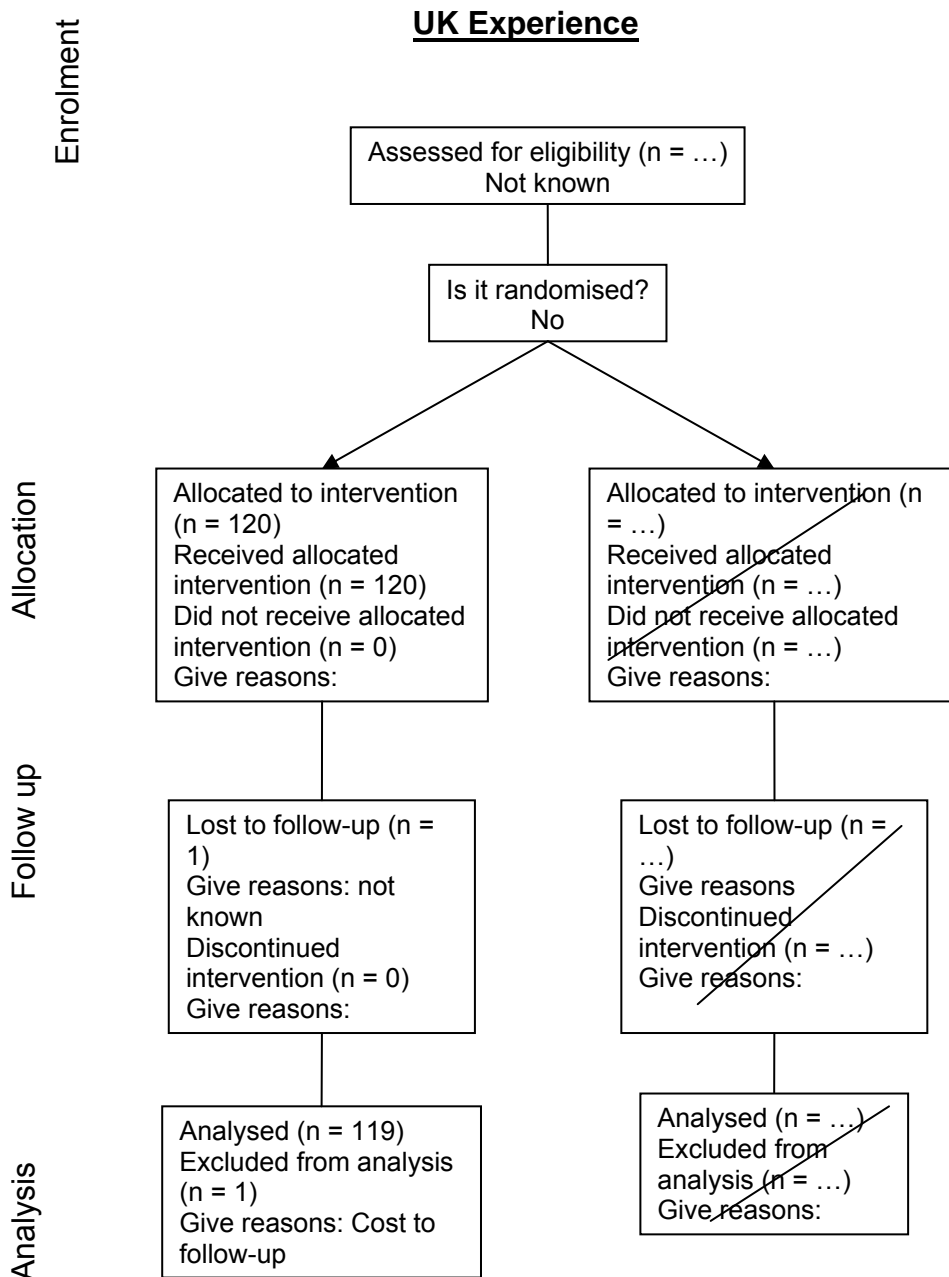 UK Experience
Enrolment
Assessed for eligibility (n = …)
Not known
Is it randomised?
No
Allocation
Allocated to intervention
(n = 120)
Received allocated
intervention (n = 120)
Did not receive allocated
intervention (n = 0)
Give reasons:
Allocated to intervention (n
= …)
Received allocated
intervention (n = …)
Did not receive allocated
intervention (n = …)
Give reasons:
Follow up
Lost to follow-up (n =
1)
Give reasons: not
known
Discontinued
intervention (n = 0)
Give reasons:
Lost to follow-up (n =
…)
Give reasons
Discontinued
intervention (n = …)
Give reasons:
Analysis
Analysed (n = 119)
Excluded from analysis
(n = 1)
Give reasons: Cost to
follow-up
Analysed (n = …)
Excluded from
analysis (n = …)
Give reasons: